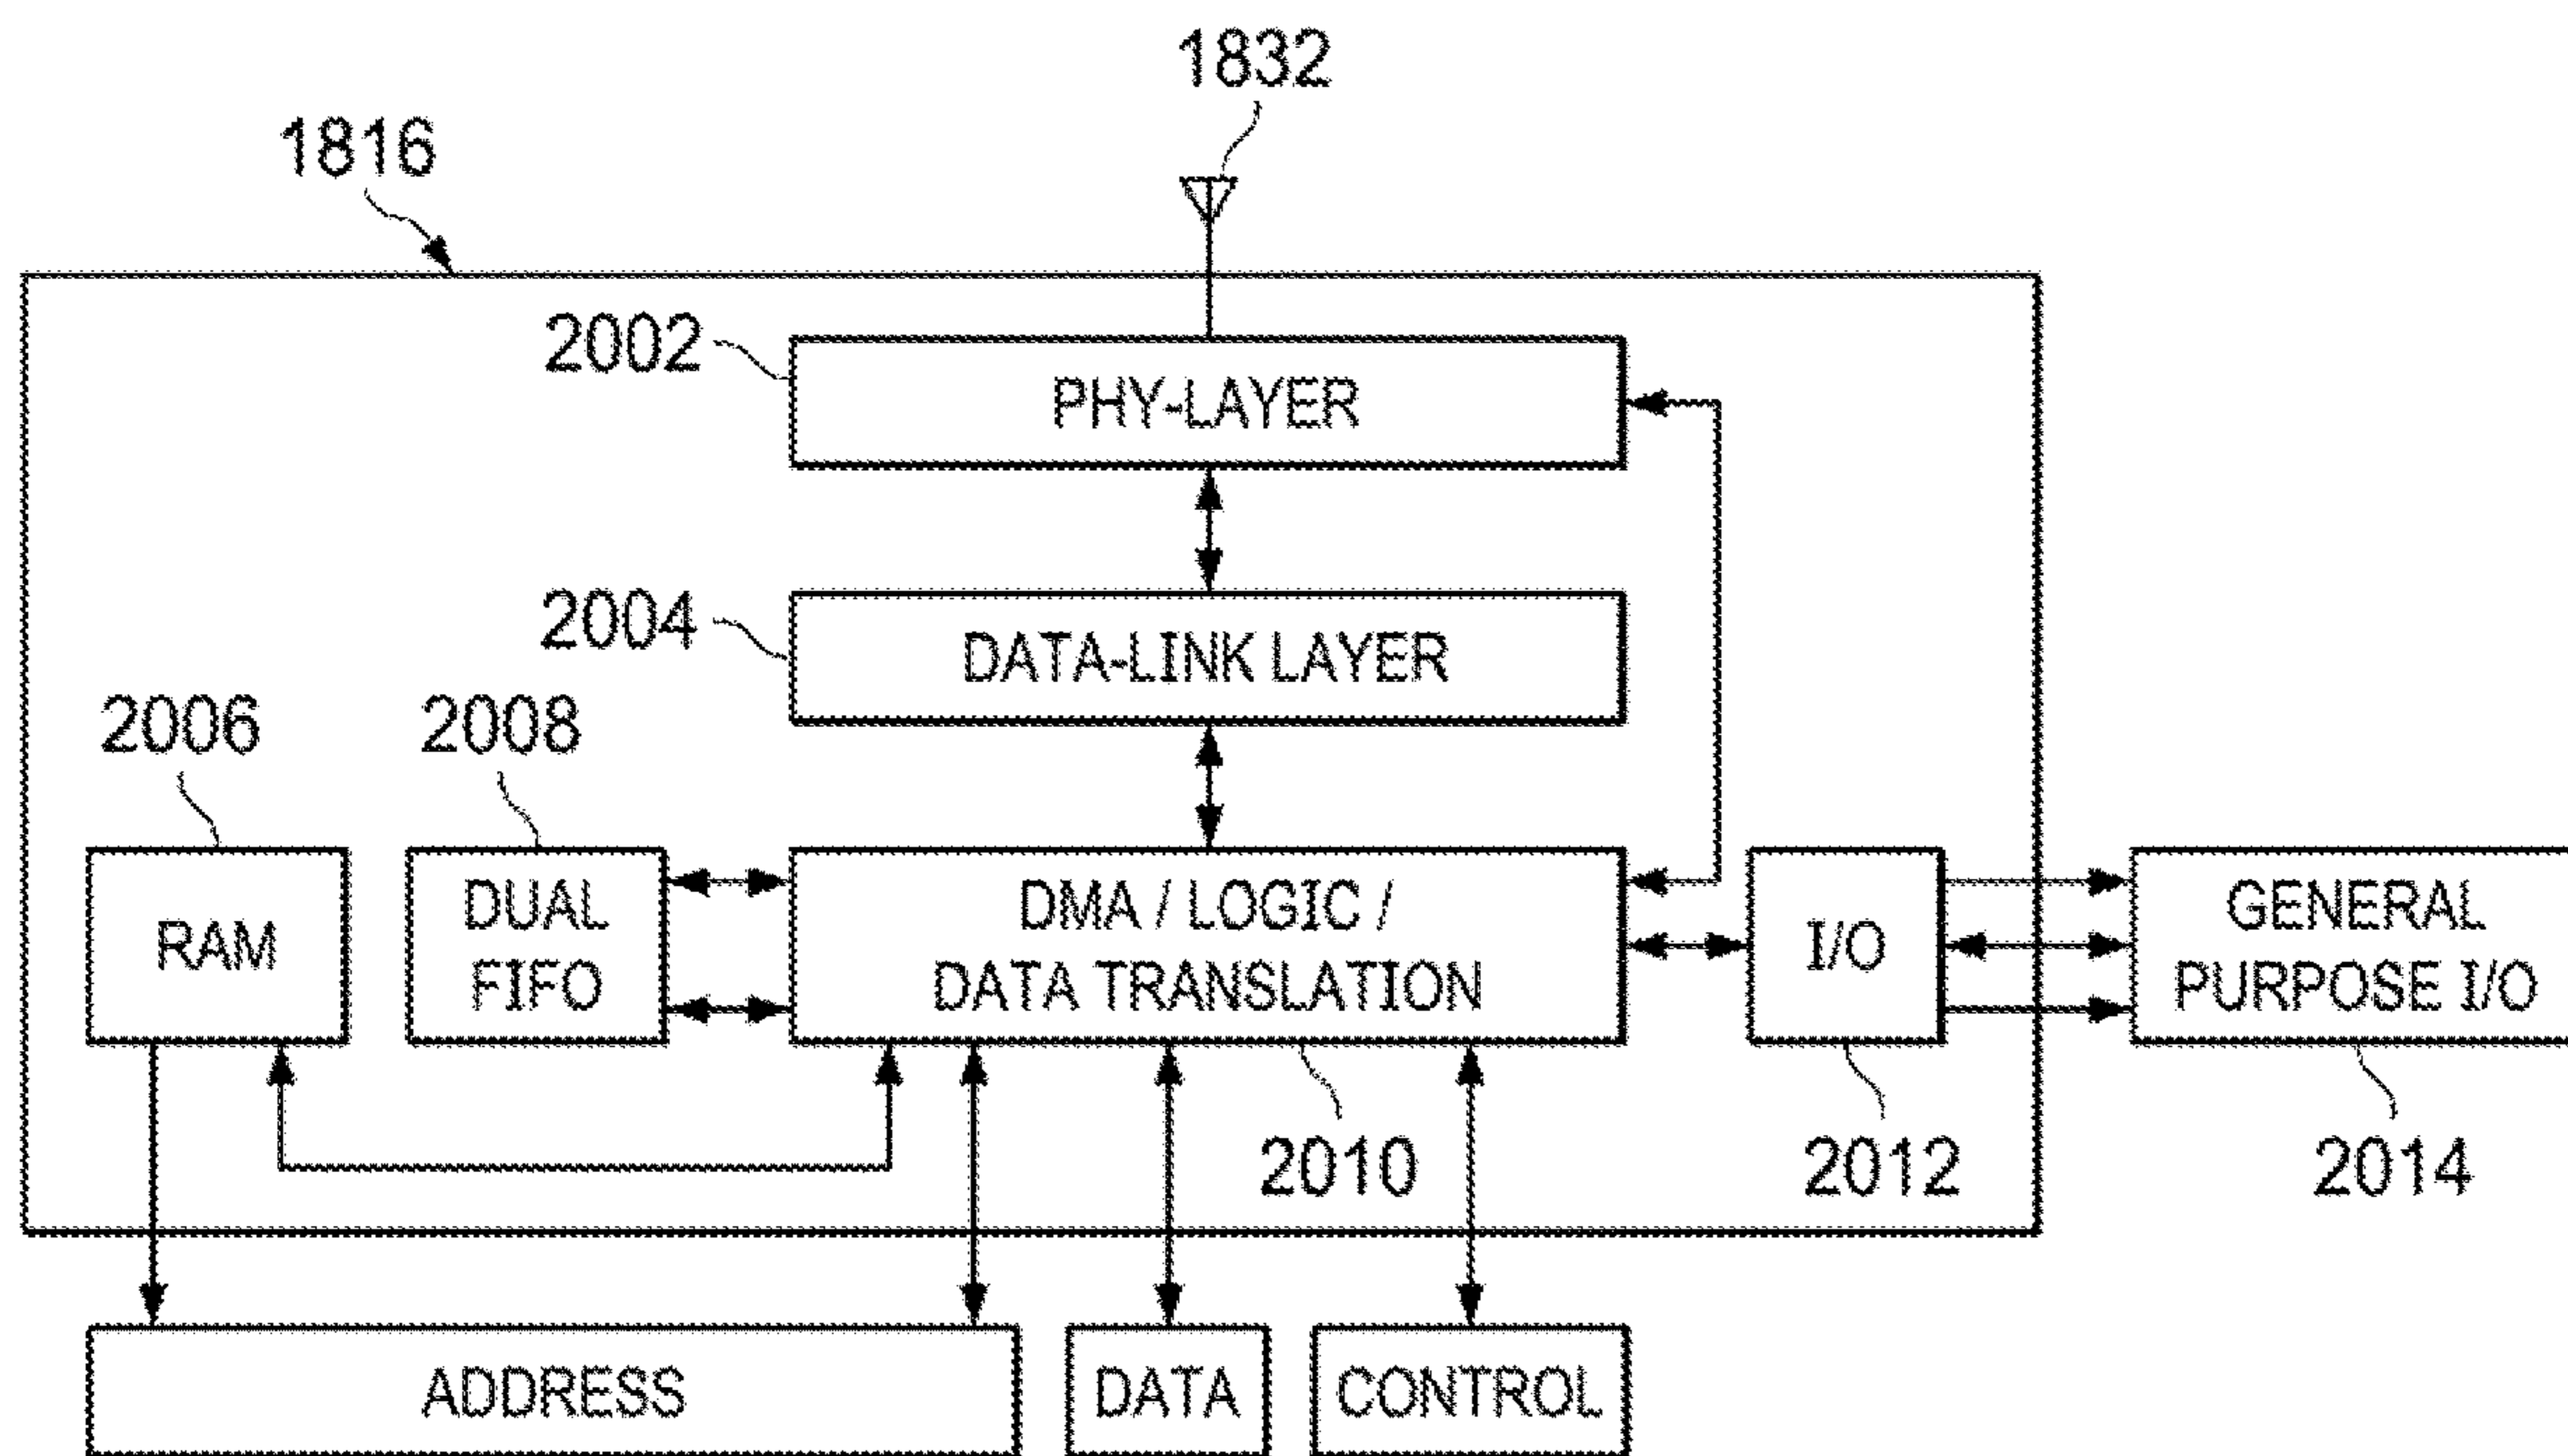 1832
1816
2002
PHY-LAYER
2004
DATA-LINK LAYER
2006
2008
RAM
DUAL
FIFO
DMA / LOGIC /
DATA TRANSLATION
I/O
GENERAL
PURPOSE I/O
2010
2012
2014
ADDRESS
DATA
CONTROL